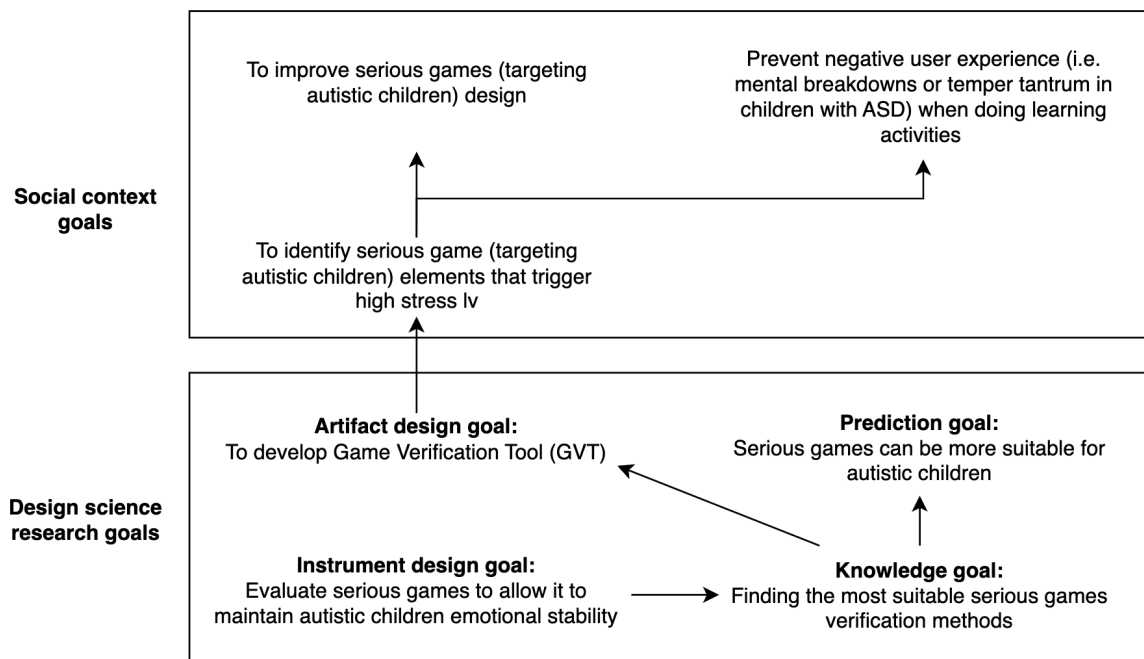 To improve serious games (targeting
autistic children) design
Prevent negative user experience (i.e.
mental breakdowns or temper tantrum in
children with ASD) when doing learning
activities
Social context
goals
To identify serious game (targeting
autistic children) elements that trigger
high stress lv
Artifact design goal:
To develop Game Verification Tool (GVT)
Prediction goal:
Serious games can be more suitable for
autistic children
Design science
research goals
Instrument design goal:
Evaluate serious games to allow it to
maintain autistic children emotional stability
Knowledge goal:
Finding the most suitable serious games
verification methods